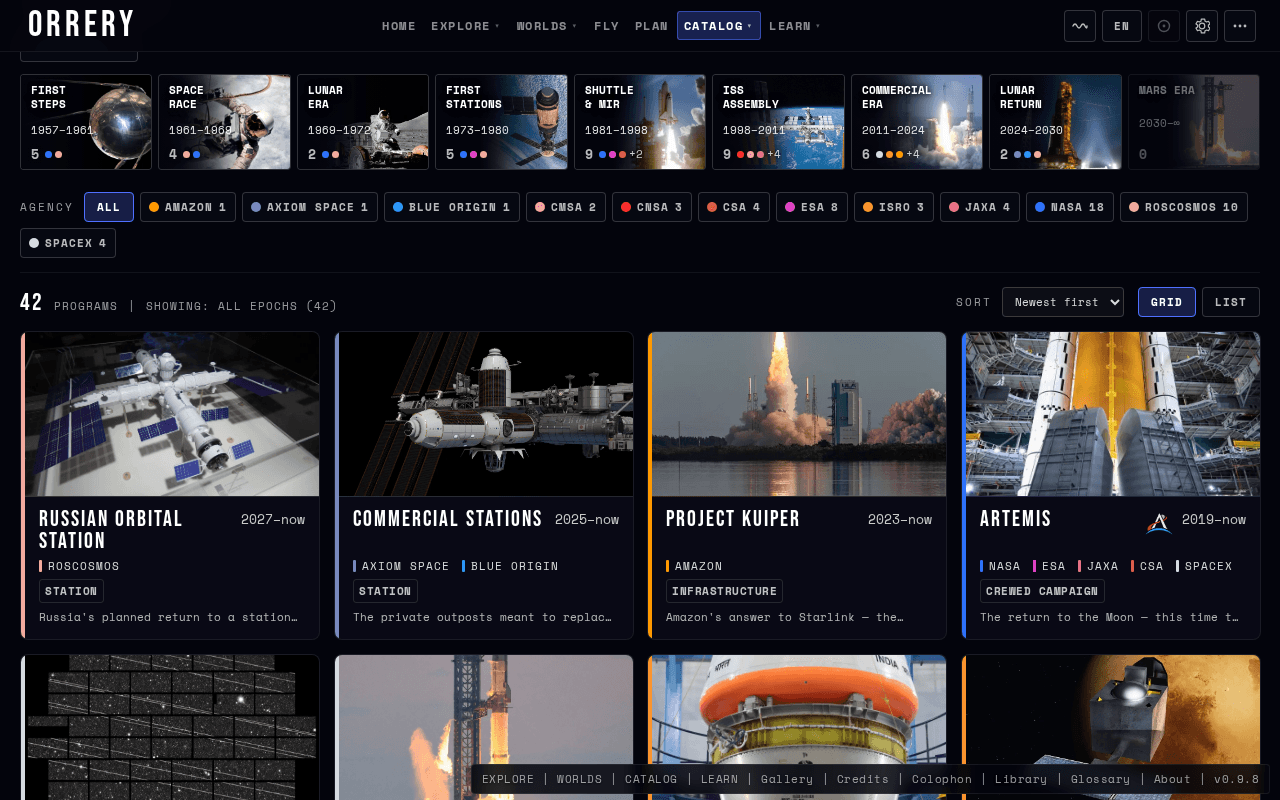 ORRERY
HOME EXPLORE WORLDS FLY PLAN CATALOG LEARN
EN
FIRST STEPS
1957–1961
5
SPACE RACE
1961–1969
4
LUNAR ERA
1969–1972
2
FIRST STATIONS
1973–1980
5
SHUTTLE & MIR
1981–1998
9 +2
ISS ASSEMBLY
1998–2011
9 +4
COMMERCIAL ERA
2011–2024
6 +4
LUNAR RETURN
2024–2030
2
MARS ERA
2030–∞
0
AGENCY ALL AMAZON 1 AXIOM SPACE 1 BLUE ORIGIN 1 CMSA 2 CNSA 3 CSA 4 ESA 8 ISRO 3 JAXA 4 NASA 18 ROSCOSMOS 10
SPACEX 4
42 PROGRAMS | SHOWING: ALL EPOCHS (42)
SORT Newest first GRID LIST
RUSSIAN ORBITAL STATION 2027–now
ROSCOSMOS
STATION
Russia's planned return to a station…
COMMERCIAL STATIONS 2025–now
AXIOM SPACE BLUE ORIGIN
STATION
The private outposts meant to replac…
PROJECT KUIPER 2023–now
AMAZON
INFRASTRUCTURE
Amazon's answer to Starlink — the…
ARTEMIS 2019–now
NASA ESA JAXA CSA SPACEX
CREWED CAMPAIGN
The return to the Moon — this time t…
INDIA
EXPLORE | WORLDS | CATALOG | LEARN | Gallery | Credits | Colophon | Library | Glossary | About | v0.9.8